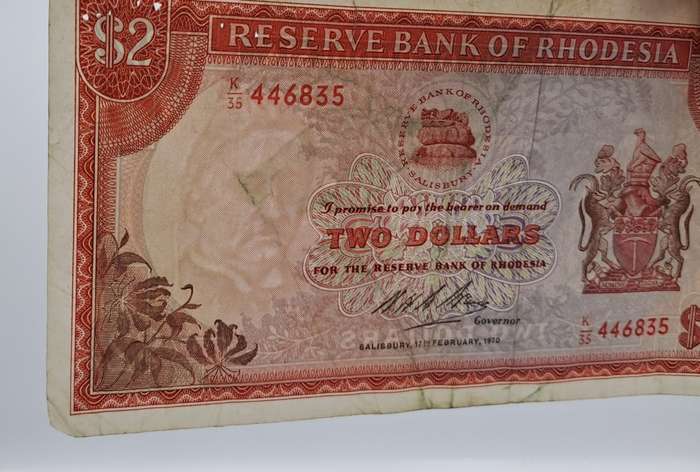 $2
RESERVE BANK OF RHODESIA
K/35 446835
RESERVE BANK OF RHODESIA
SALISBURY
I promise to pay the bearer on demand
TWO DOLLARS
FOR THE RESERVE BANK OF RHODESIA
Governor
SALISBURY, 17TH FEBRUARY, 1970
K/35 446835
$